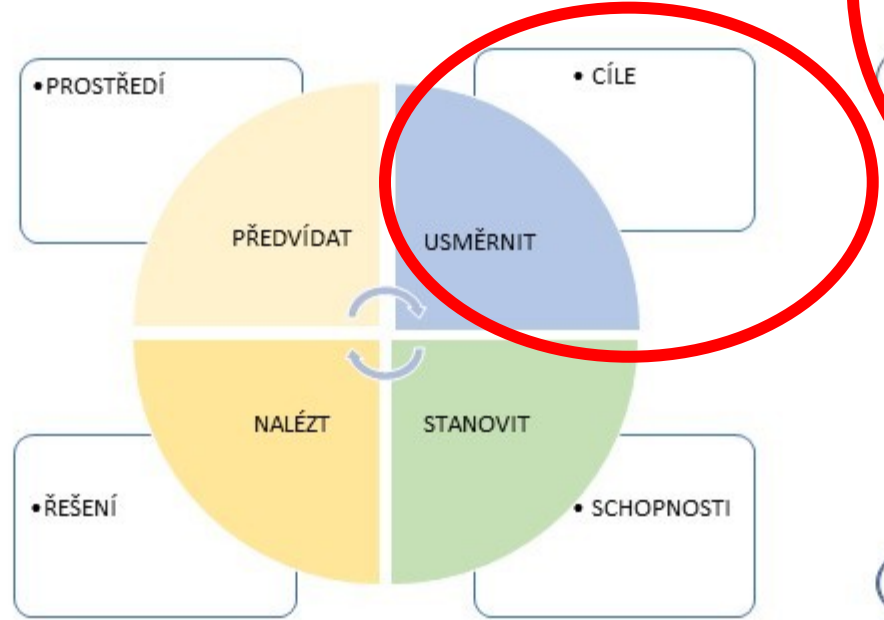 •PROSTŘEDÍ
• CÍLE
PŘEDVÍDAT
USMĚRNIT
NALÉZT
STANOVIT
•ŘEŠENÍ
• SCHOPNOSTI